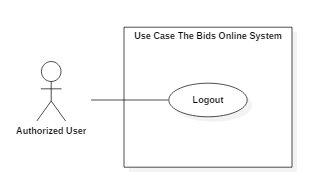 Use Case The Bids Online System
Logout
Authorized User